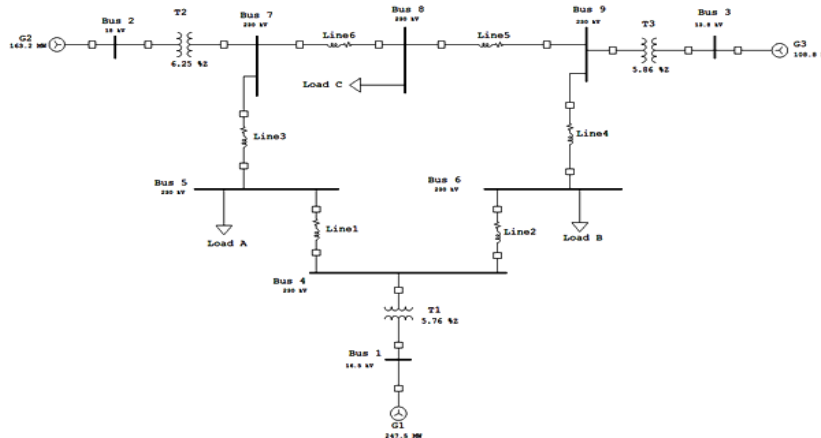 Bus 2
18 kV
T2
Bus 7
230 kV
Bus 8
230 kV
Bus 9
230 kV
T3
Bus 3
13.8 kV
G2
163.2 MW
6.25 %Z
Line6
Line5
5.86 %Z
G3
108.8
Load C
Line3
Line4
Bus 5
230 kV
Bus 6
230 kV
Load A
Line1
Line2
Load B
Bus 4
230 kV
T1
5.76 %Z
Bus 1
16.5 kV
G1
247.5 MW